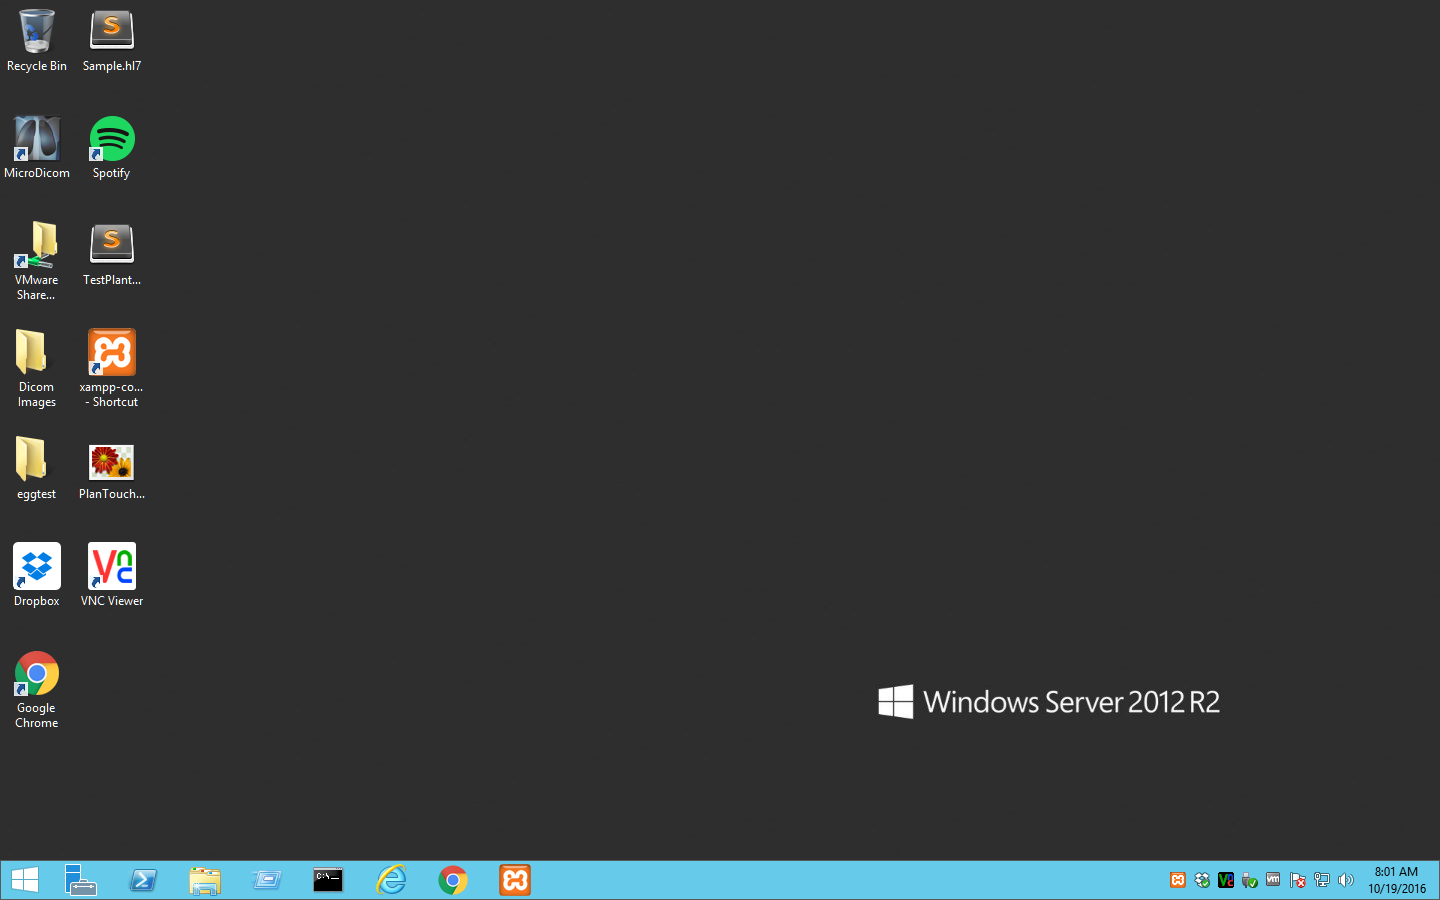 Recycle Bin
Sample.hl7
MicroDicom
Spotify
VMware
Share...
TestPlant...
Dicom
Images
xampp-co...
- Shortcut
eggtest
PlanTouch...
Dropbox
VNC Viewer
Google
Chrome
Windows Server 2012 R2
8:01 AM
10/19/2016